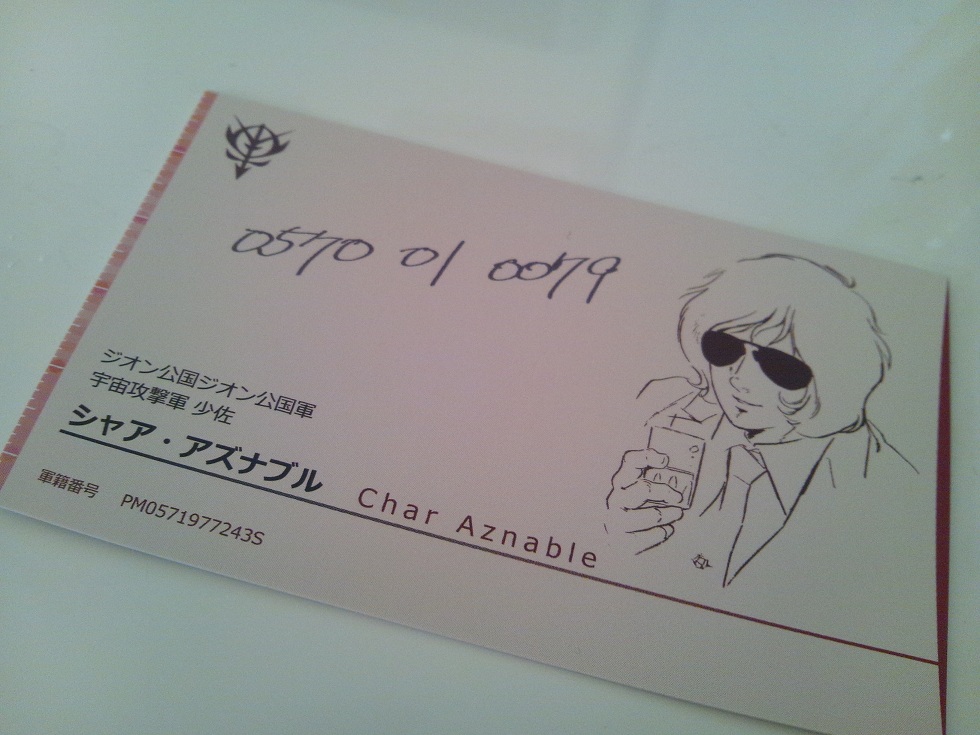 0570 01 0079
ジオン公国ジオン公国軍
宇宙攻撃軍 少佐
シャア・アズナブル Char Aznable
軍籍番号 PM0571977243S